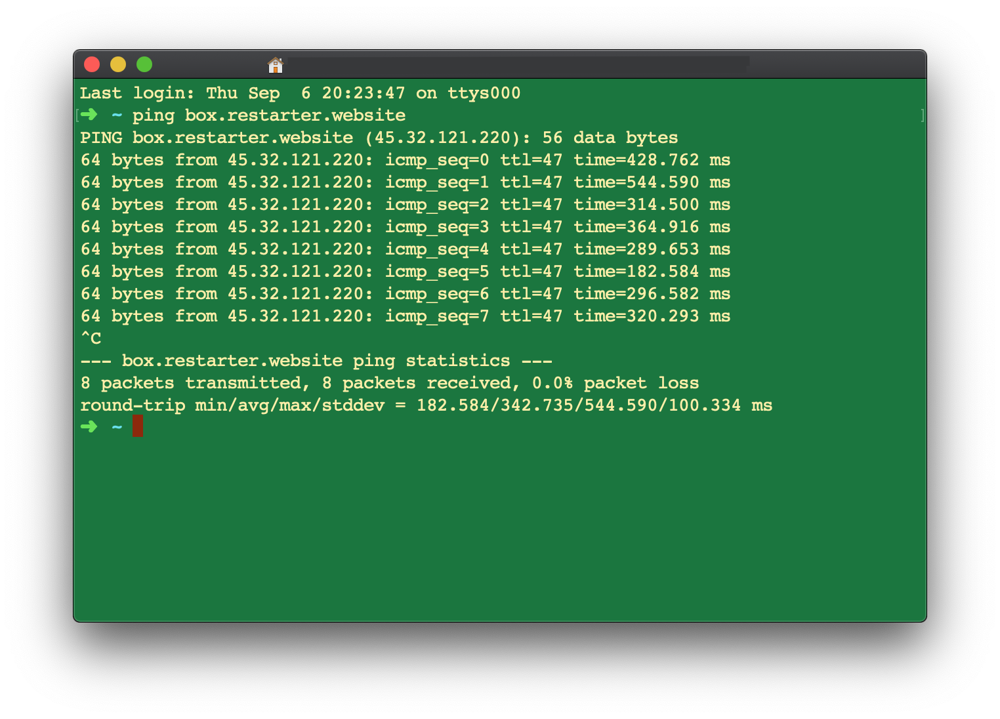 Last login: Thu Sep  6 20:23:47 on ttys000
[➜  ~ ping box.restarter.website ]
PING box.restarter.website (45.32.121.220): 56 data bytes
64 bytes from 45.32.121.220: icmp_seq=0 ttl=47 time=428.762 ms
64 bytes from 45.32.121.220: icmp_seq=1 ttl=47 time=544.590 ms
64 bytes from 45.32.121.220: icmp_seq=2 ttl=47 time=314.500 ms
64 bytes from 45.32.121.220: icmp_seq=3 ttl=47 time=364.916 ms
64 bytes from 45.32.121.220: icmp_seq=4 ttl=47 time=289.653 ms
64 bytes from 45.32.121.220: icmp_seq=5 ttl=47 time=182.584 ms
64 bytes from 45.32.121.220: icmp_seq=6 ttl=47 time=296.582 ms
64 bytes from 45.32.121.220: icmp_seq=7 ttl=47 time=320.293 ms
^C
--- box.restarter.website ping statistics ---
8 packets transmitted, 8 packets received, 0.0% packet loss
round-trip min/avg/max/stddev = 182.584/342.735/544.590/100.334 ms
➜  ~